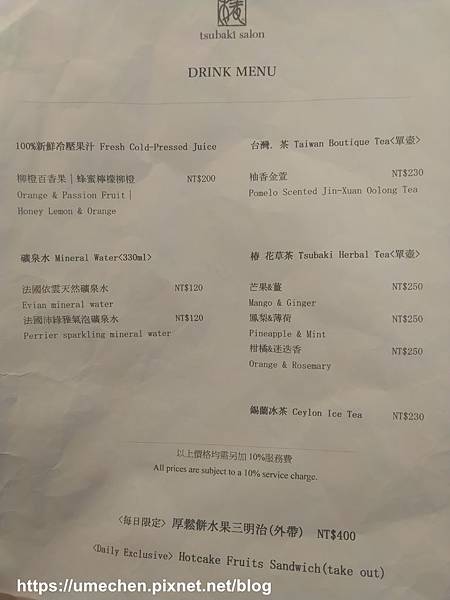 tsubaki salon
DRINK MENU
100%新鮮冷壓果汁 Fresh Cold-Pressed Juice
柳橙百香果│蜂蜜檸檬柳橙 NT$200
Orange & Passion Fruit│
Honey Lemon & Orange
礦泉水 Mineral Water<330ml>
法國依雲天然礦泉水 NT$120
Evian mineral water
法國沛綠雅氣泡礦泉水 NT$120
Perrier sparkling mineral water
台灣. 茶 Taiwan Boutique Tea<單壺>
柚香金萱 NT$230
Pomelo Scented Jin-Xuan Oolong Tea
椿 花草茶 Tsubaki Herbal Tea<單壺>
芒果&薑 NT$250
Mango & Ginger
鳳梨&薄荷 NT$250
Pineapple & Mint
柑橘&迷迭香 NT$250
Orange & Rosemary
錫蘭冰茶 Ceylon Ice Tea NT$230
以上價格均需另加 10%服務費
All prices are subject to a 10% service charge.
<每日限定> 厚鬆餅水果三明治(外帶) NT$400
<Daily Exclusive> Hotcake Fruits Sandwich(take out)
https://umechen.pixnet.net/blog